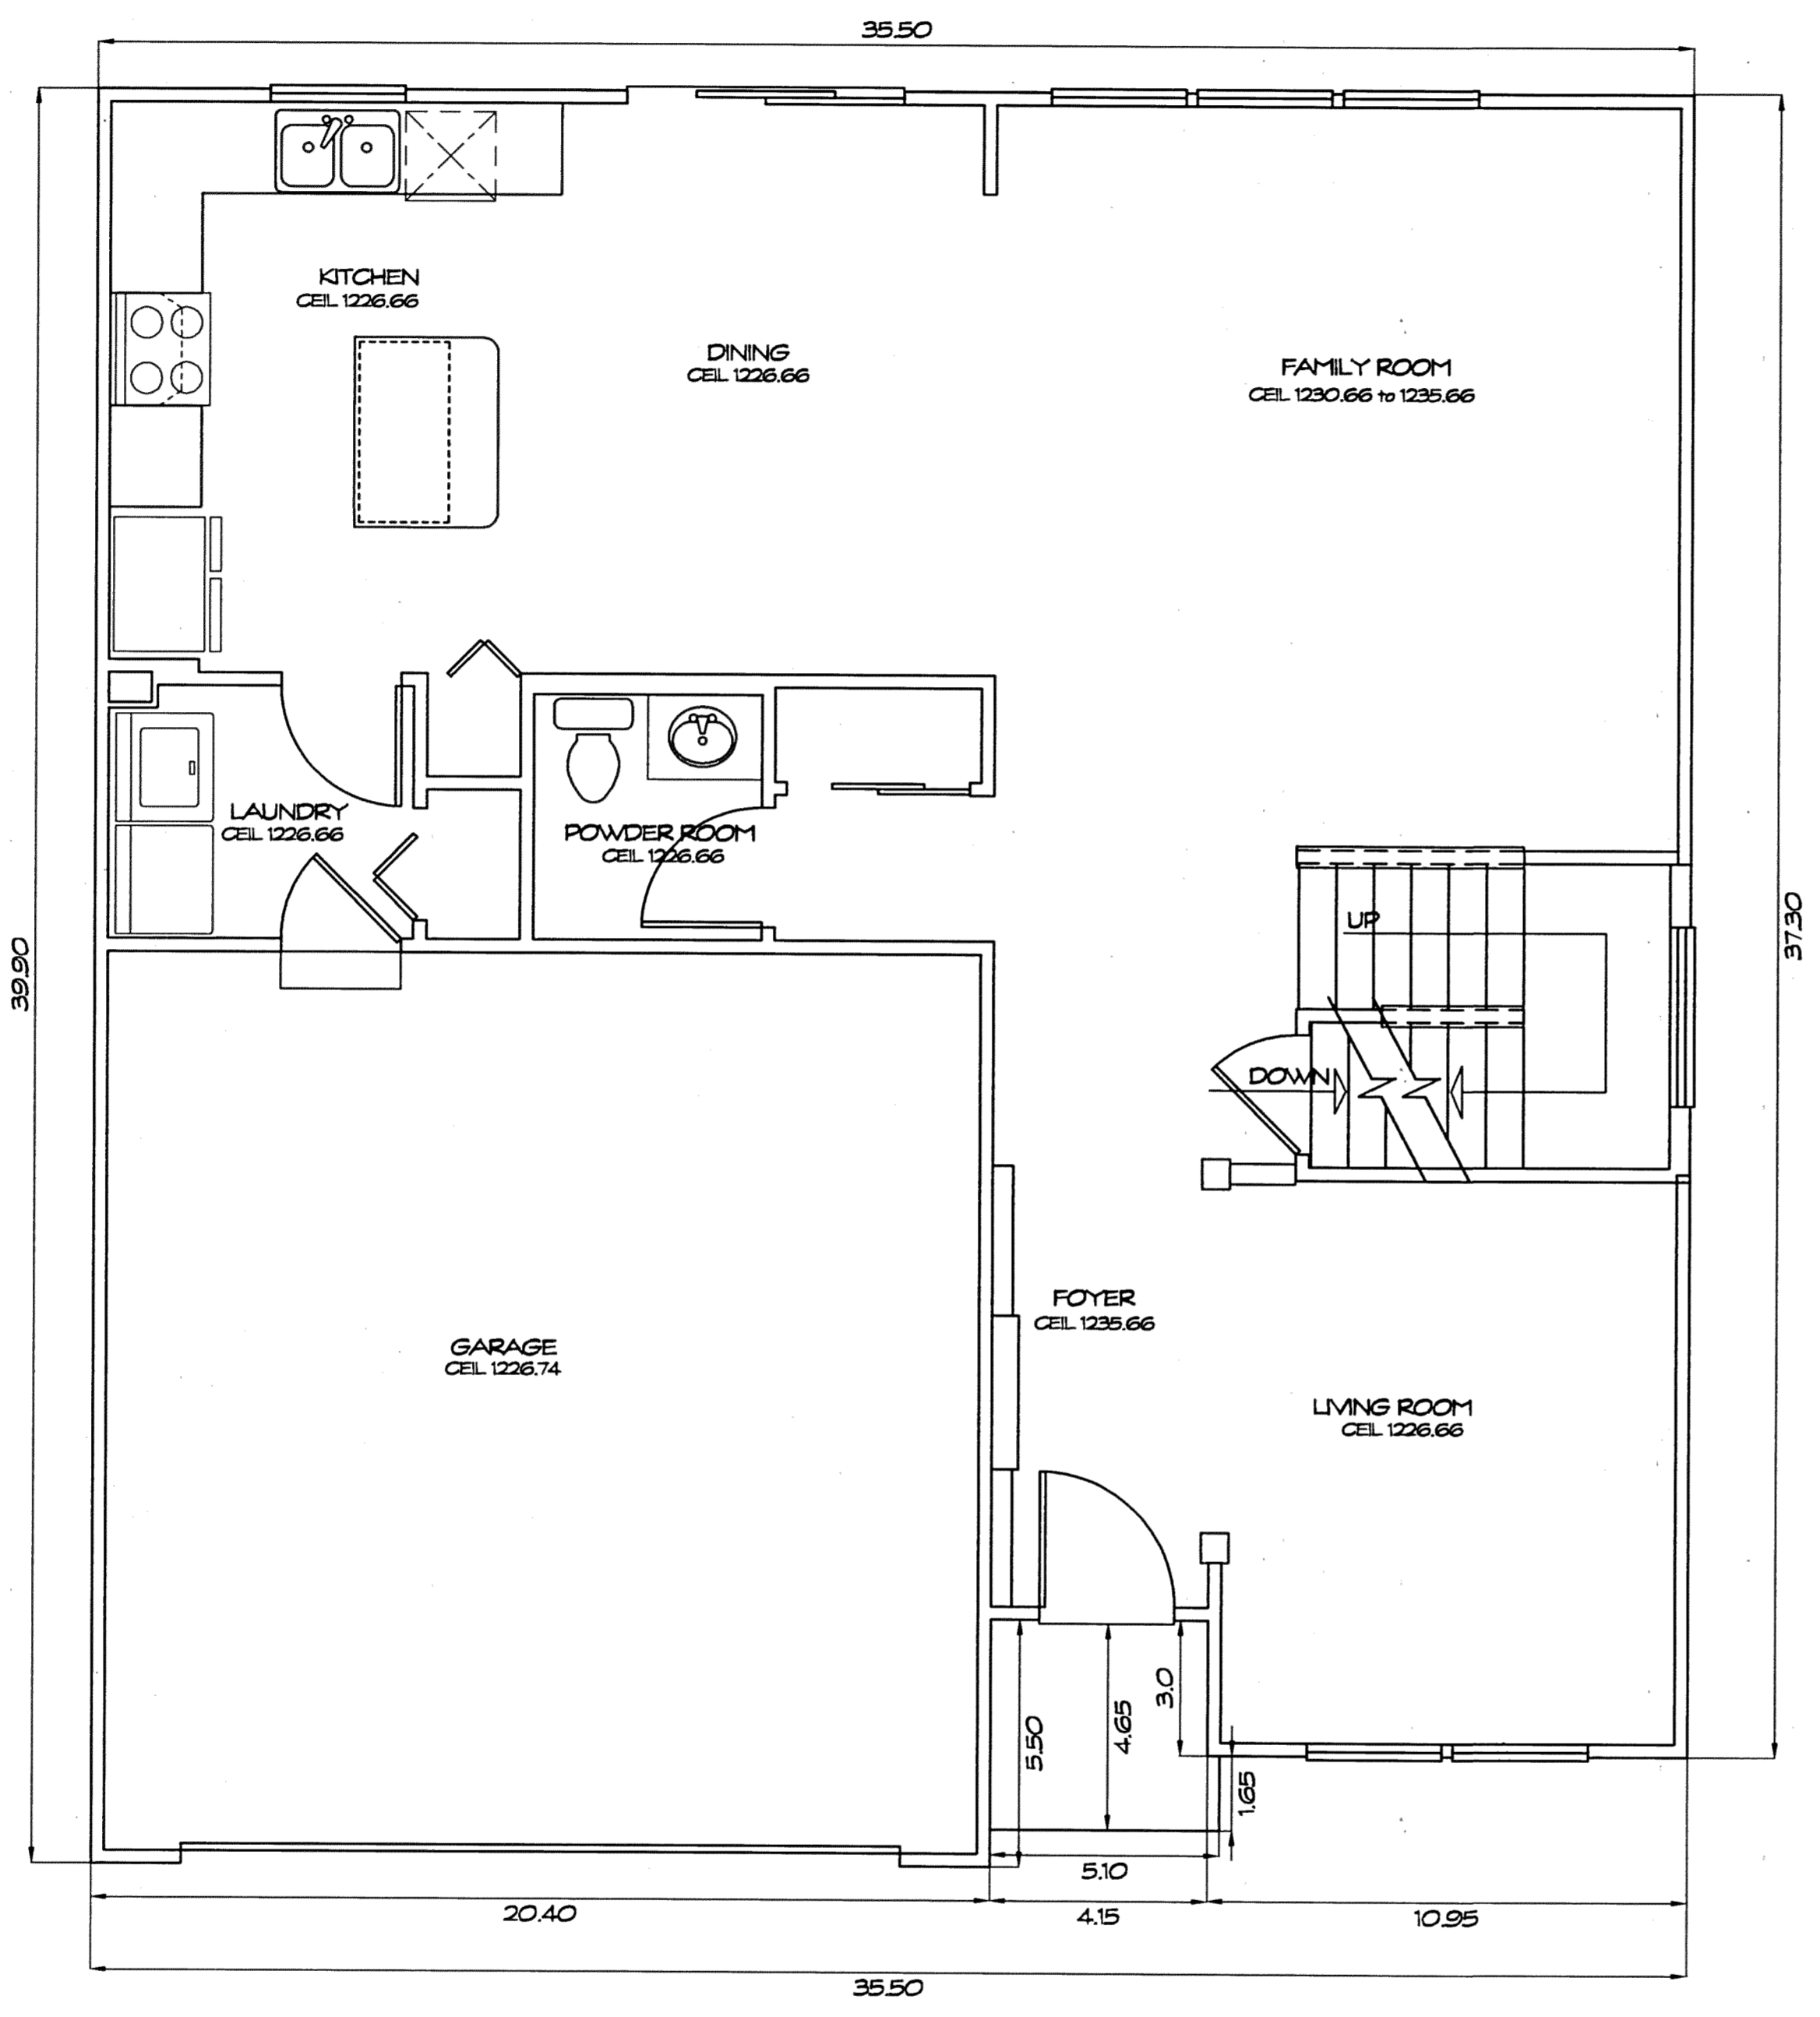 35.50
KITCHEN
CEIL 1226.66
DINING
CEIL 1226.66
FAMILY ROOM
CEIL 1230.66 to 1235.66
LAUNDRY
CEIL 1226.66
POWDER ROOM
CEIL 1226.66
UP
39.90
37.30
DOWN
FOYER
CEIL 1235.66
GARAGE
CEIL 1226.74
LIVING ROOM
CEIL 1226.66
5.50
4.65
3.0
1.65
5.10
20.40
4.15
10.95
35.50